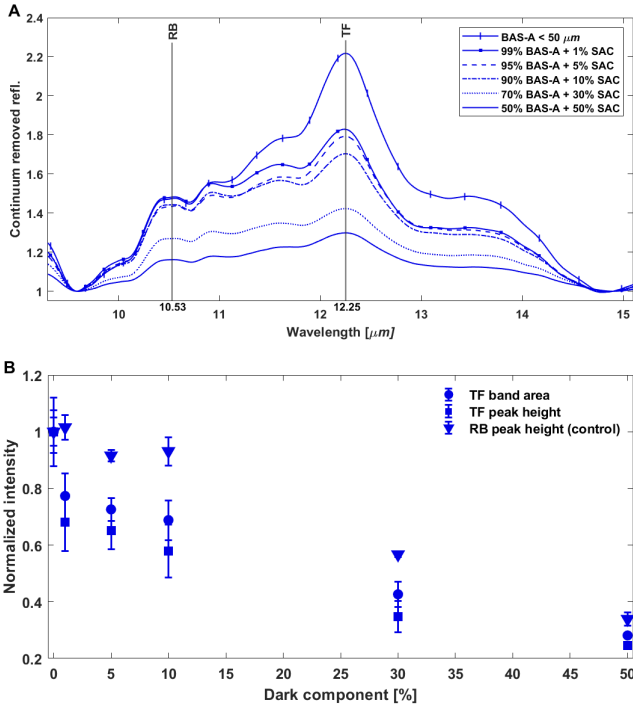 A
RB
TF
BAS-A < 50 μm
99% BAS-A + 1% SAC
95% BAS-A + 5% SAC
90% BAS-A + 10% SAC
70% BAS-A + 30% SAC
50% BAS-A + 50% SAC
Continuum removed refl.
2.4
2.2
2
1.8
1.6
1.4
1.2
1
10
10.53
11
12
12.25
13
14
15
Wavelength [μm]
B
TF band area
TF peak height
RB peak height (control)
Normalized intensity
1.2
1
0.8
0.6
0.4
0.2
0
5
10
15
20
25
30
35
40
45
50
Dark component [%]